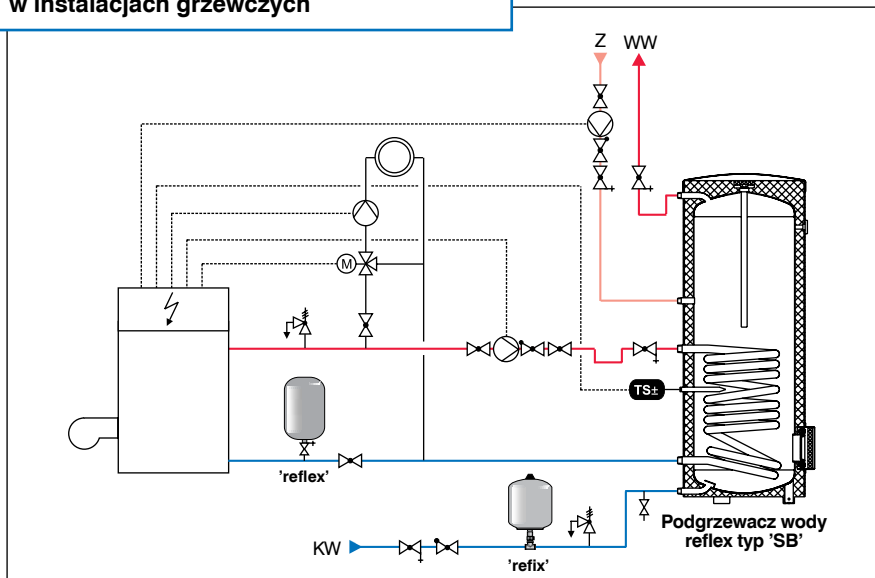 w instalacjach grzewczych
Z WW
M
TS±
'reflex'
KW
'refix'
Podgrzewacz wody
reflex typ 'SB'